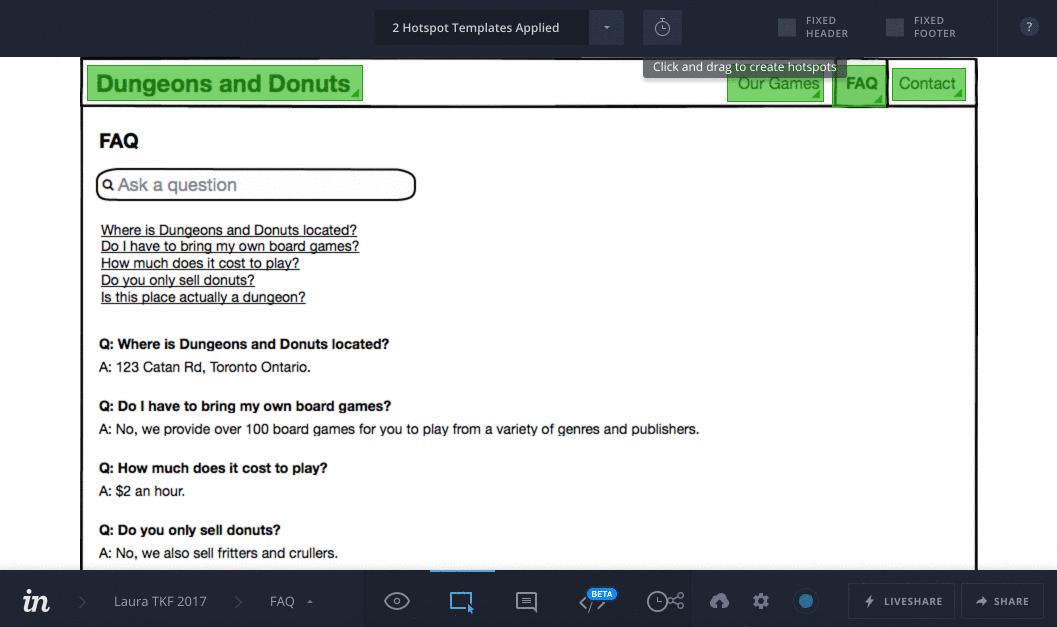 2 Hotspot Templates Applied
FIXED HEADER
FIXED FOOTER
?
Click and drag to create hotspots
Dungeons and Donuts
Our Games
FAQ
Contact
FAQ
Ask a question
Where is Dungeons and Donuts located?
Do I have to bring my own board games?
How much does it cost to play?
Do you only sell donuts?
Is this place actually a dungeon?
Q: Where is Dungeons and Donuts located?
A: 123 Catan Rd, Toronto Ontario.
Q: Do I have to bring my own board games?
A: No, we provide over 100 board games for you to play from a variety of genres and publishers.
Q: How much does it cost to play?
A: $2 an hour.
Q: Do you only sell donuts?
A: No, we also sell fritters and crullers.
in
Laura TKF 2017
FAQ
BETA
LIVESHARE
SHARE